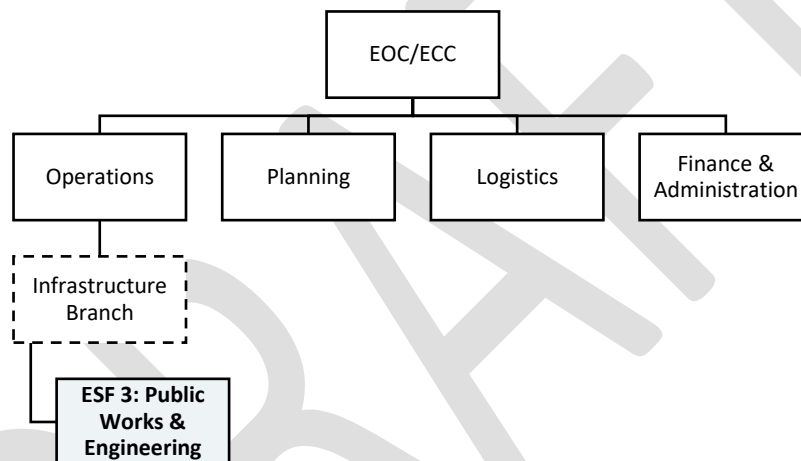 EOC/ECC
Operations
Planning
Logistics
Finance &
Administration
Infrastructure
Branch
ESF 3: Public
Works &
Engineering